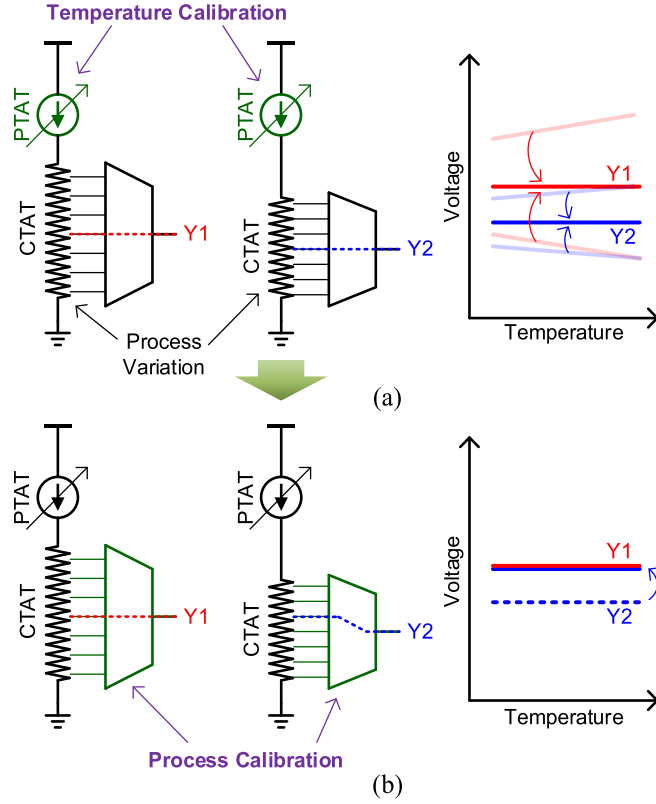 Temperature Calibration
PTAT
PTAT
CTAT
CTAT
Y1
Y2
Process
Variation
Voltage
Y1
Y2
Temperature
(a)
PTAT
PTAT
CTAT
CTAT
Y1
Y2
Process Calibration
Voltage
Y1
Y2
Temperature
(b)